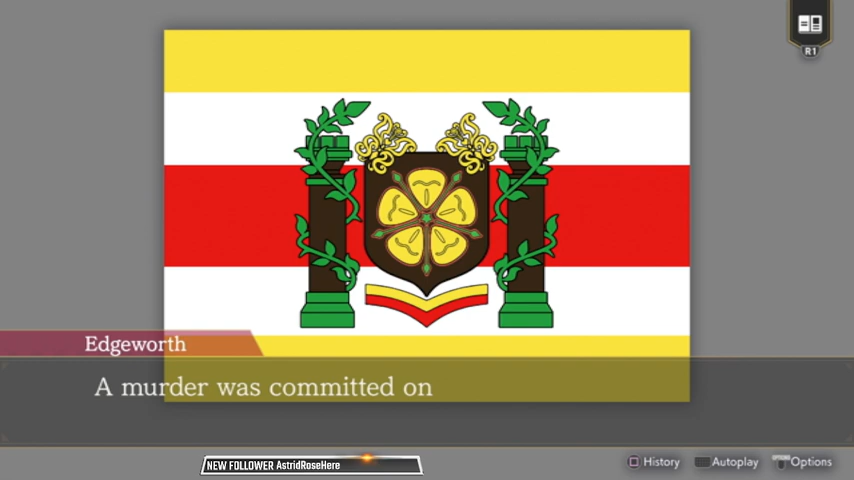 R1
Edgeworth
A murder was committed on
NEW FOLLOWER AstridRoseHere
History Autoplay Options